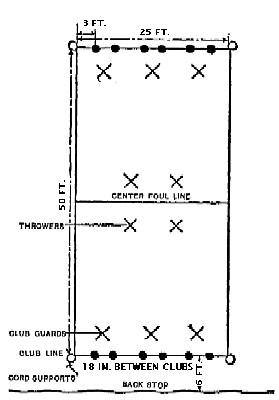 3 FT.
25 FT.
50 FT.
CENTER FOUL LINE
THROWERS
CLUB GUARDS
CLUB LINE
18 IN. BETWEEN CLUBS
6 FT.
CORD SUPPORTS
BACK STOP